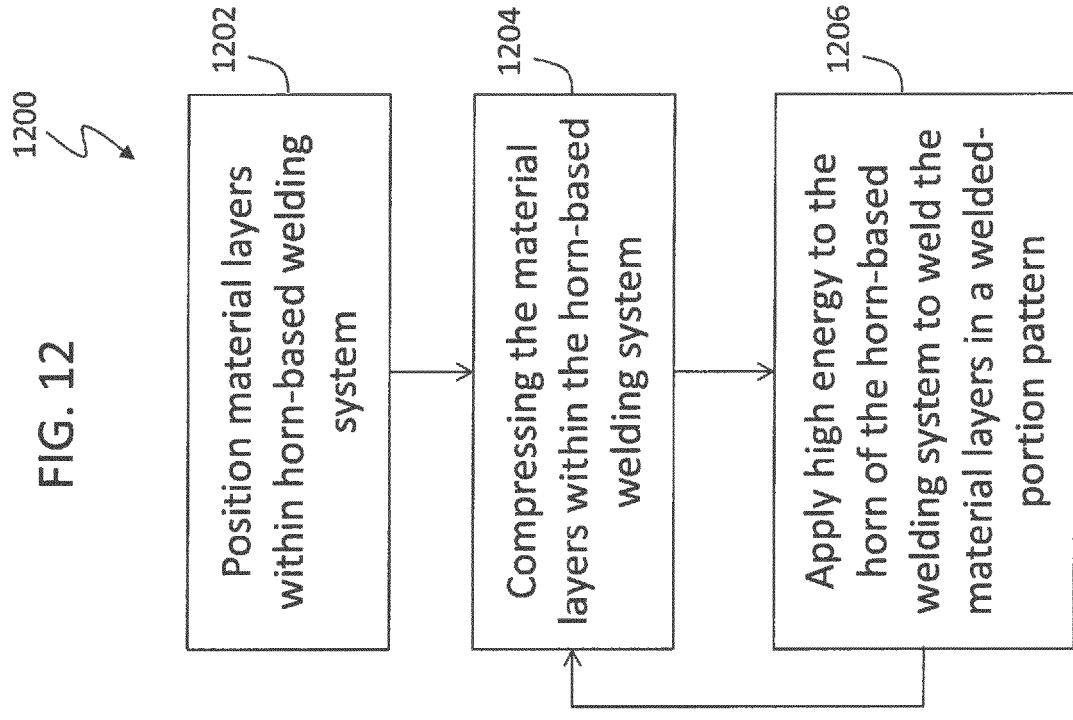 FIG. 12
1200
Position material layers
within horn-based welding
system
1202
Compressing the material
layers within the horn-based
welding system
1204
Apply high energy to the
horn of the horn-based
welding system to weld the
material layers in a welded-
portion pattern
1206